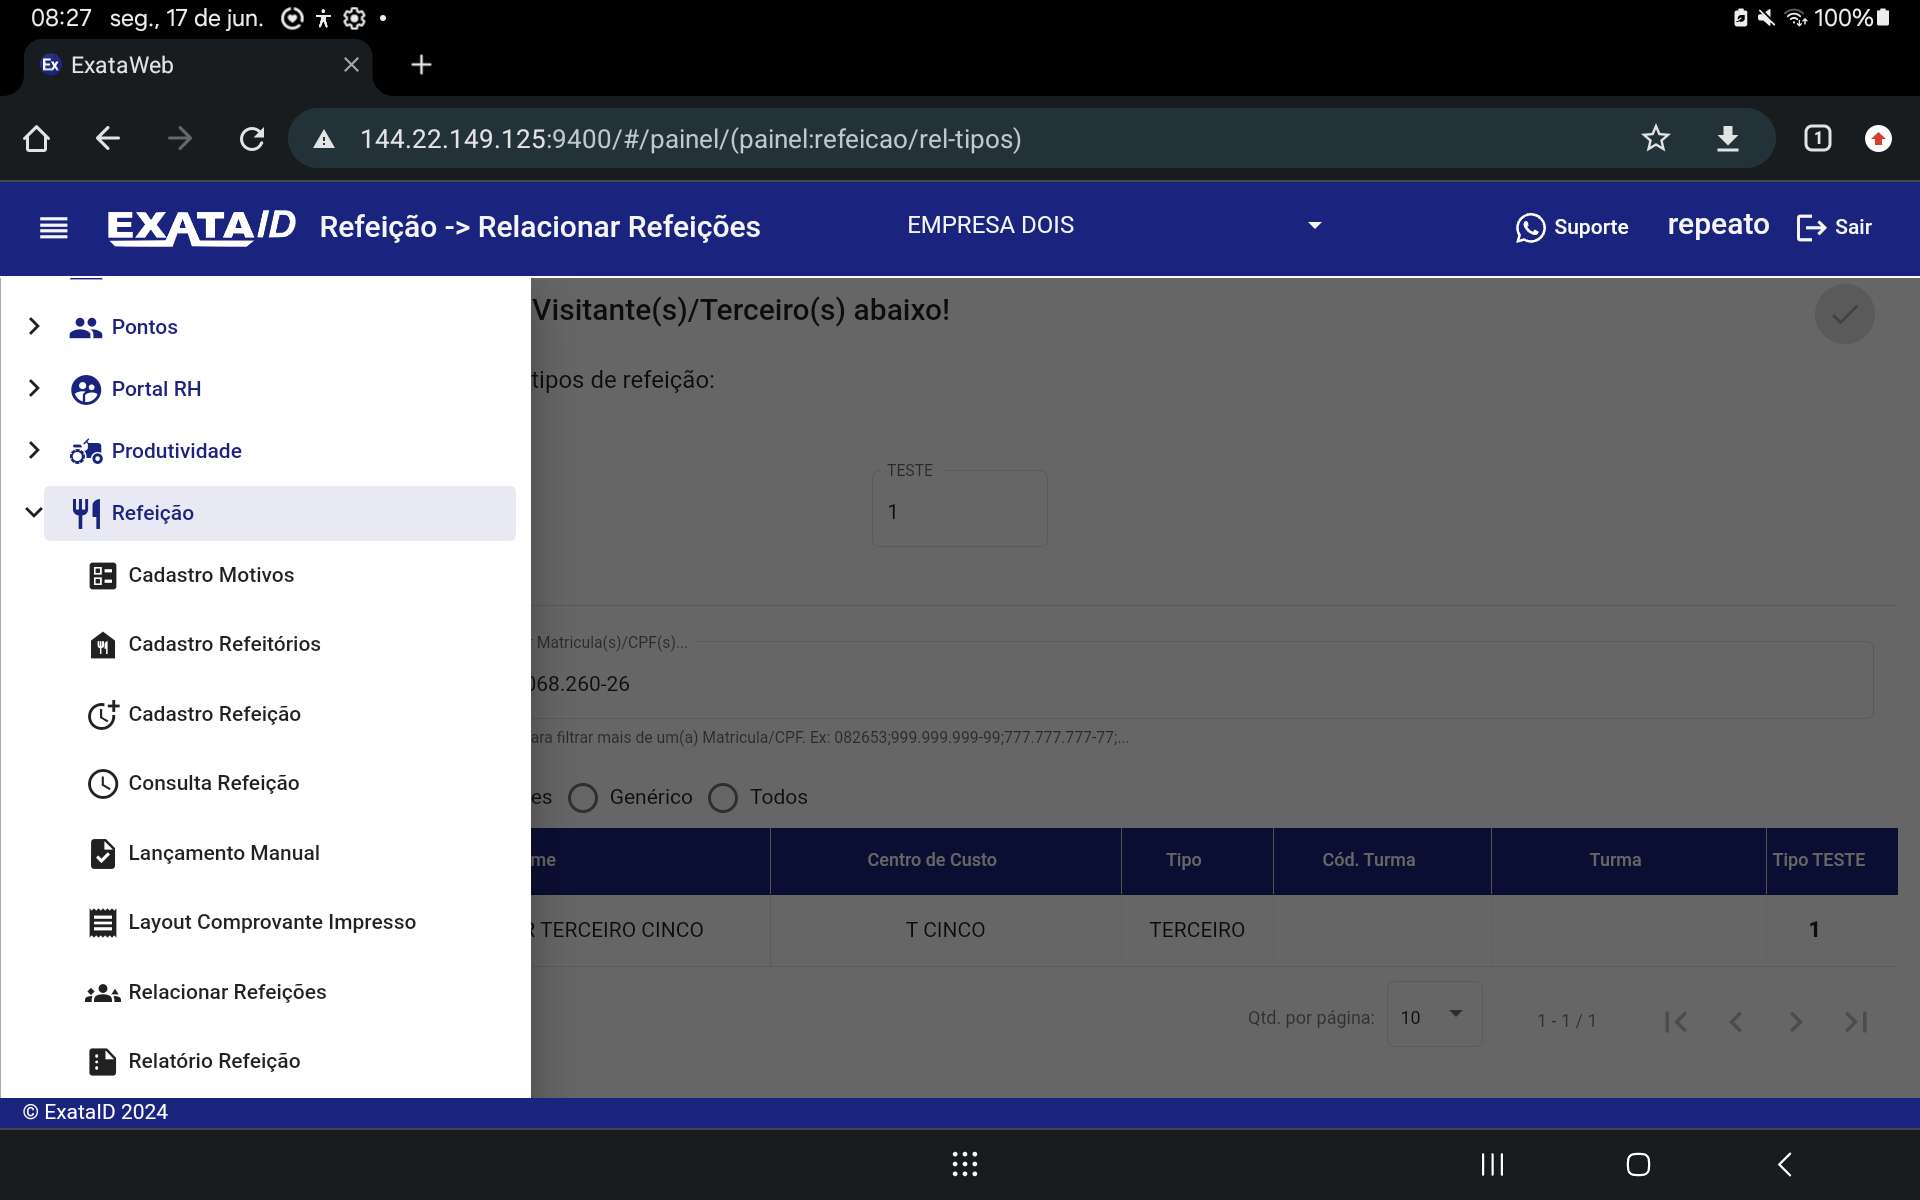 08:27 seg., 17 de jun. 100%
Ex ExataWeb
144.22.149.125:9400/#/painel/(painel:refeicao/rel-tipos) 1
EXATAID Refeição -> Relacionar Refeições EMPRESA DOIS Suporte repeato Sair
Visitante(s)/Terceiro(s) abaixo!
tipos de refeição:
TESTE
1
Matricula(s)/CPF(s)...
068.260-26
ara filtrar mais de um(a) Matricula/CPF. Ex: 082653;999.999.999-99;777.777.777-77;...
es Genérico Todos
me Centro de Custo Tipo Cód. Turma Turma Tipo TESTE
R TERCEIRO CINCO T CINCO TERCEIRO 1
Qtd. por página: 10 1 - 1 / 1
Pontos
Portal RH
Produtividade
Refeição
Cadastro Motivos
Cadastro Refeitórios
Cadastro Refeição
Consulta Refeição
Lançamento Manual
Layout Comprovante Impresso
Relacionar Refeições
Relatório Refeição
© ExataID 2024